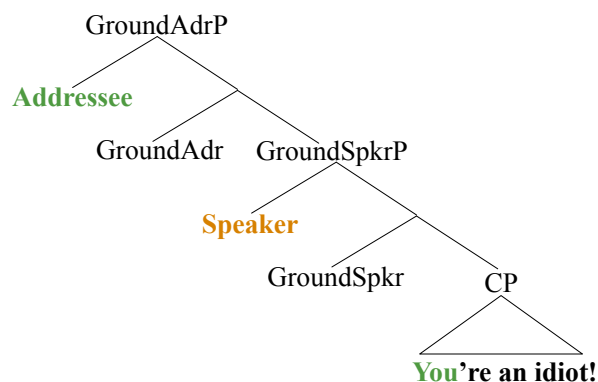 GroundAdrP
Addressee
GroundAdr GroundSpkrP
Speaker
GroundSpkr CP
You're an idiot!